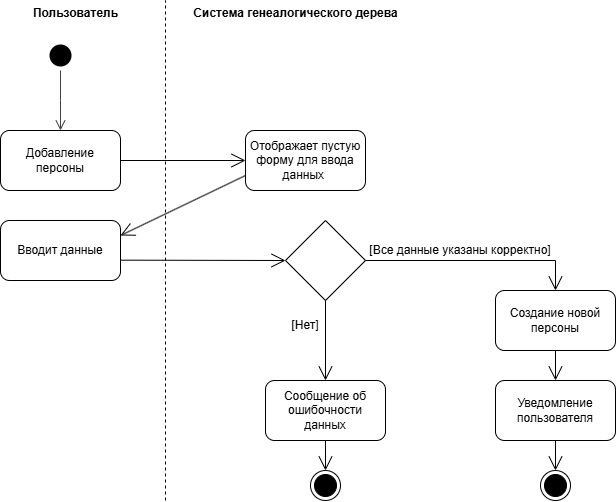 Пользователь
Система генеалогического дерева
Добавление
персоны
Отображает пустую
форму для ввода
данных
Вводит данные
[Все данные указаны корректно]
[Нет]
Создание новой
персоны
Сообщение об
ошибочности
данных
Уведомление
пользователя